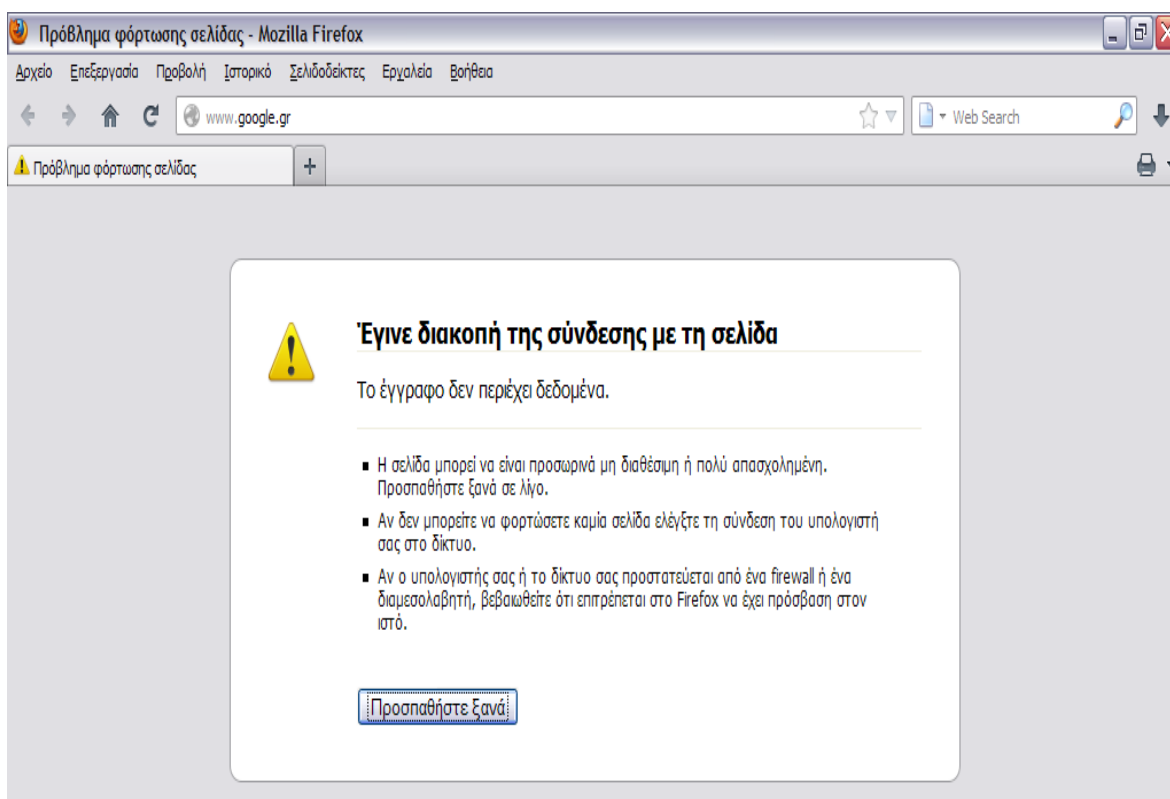 Πρόβλημα φόρτωσης σελίδας - Mozilla Firefox
Αρχείο Επεξεργασία Προβολή Ιστορικό Σελιδοδείκτες Εργαλεία Βοήθεια
www.google.gr Web Search
Πρόβλημα φόρτωσης σελίδας
Έγινε διακοπή της σύνδεσης με τη σελίδα
Το έγγραφο δεν περιέχει δεδομένα.
Η σελίδα μπορεί να είναι προσωρινά μη διαθέσιμη ή πολύ απασχολημένη.
Προσπαθήστε ξανά σε λίγο.
Αν δεν μπορείτε να φορτώσετε καμία σελίδα ελέγξτε τη σύνδεση του υπολογιστή
σας στο δίκτυο.
Αν ο υπολογιστής σας ή το δίκτυο σας προστατεύεται από ένα firewall ή ένα
διαμεσολαβητή, βεβαιωθείτε ότι επιτρέπεται στο Firefox να έχει πρόσβαση στον
ιστό.
Προσπαθήστε ξανά